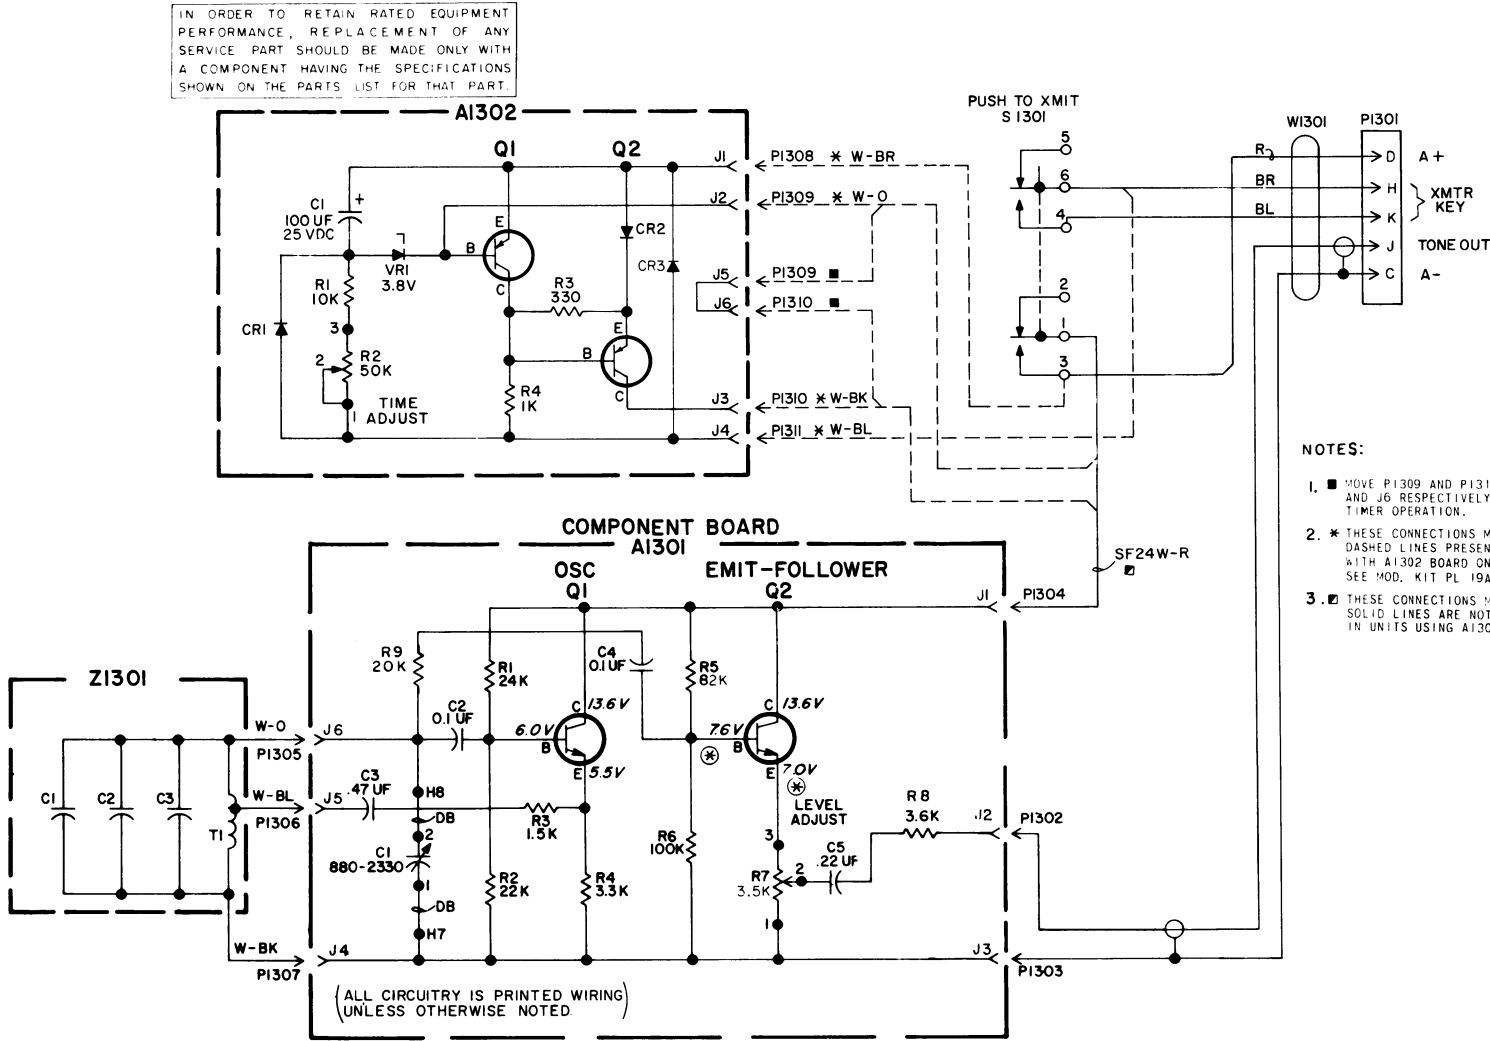 IN ORDER TO RETAIN RATED EQUIPMENT
PERFORMANCE, REPLACEMENT OF ANY
SERVICE PART SHOULD BE MADE ONLY WITH
A COMPONENT HAVING THE SPECIFICATIONS
SHOWN ON THE PARTS LIST FOR THAT PART.
A1302
Q1
Q2
C1
+
100 UF
25 VDC
E
B
C
VR1
3.8V
R1
10K
3
2
R2
50K
1
TIME
ADJUST
CR1
R3
330
R4
1K
CR2
CR3
E
B
C
J1
P1308 * W-BR
J2
P1309 * W-O
J5
P1309 ■
J6
P1310 ■
J3
P1310 * W-BK
J4
P1311 * W-BL
PUSH TO XMIT
S1301
5
6
4
2
1
3
W1301
P1301
R
D
A+
BR
H
XMTR
KEY
BL
K
J
TONE OUT
C
A-
NOTES:
1. ■ MOVE P1309 AND P131
AND J6 RESPECTIVELY
TIMER OPERATION.
2. * THESE CONNECTIONS M
DASHED LINES PRESEN
WITH A1302 BOARD ON
SEE MOD. KIT PL 19A
3. THESE CONNECTIONS M
SOLID LINES ARE NOT
IN UNITS USING A130
SF24W-R
COMPONENT BOARD
A1301
OSC
Q1
EMIT-FOLLOWER
Q2
J1
P1304
R9
20K
R1
24K
C4
0.1UF
R5
82K
C2
0.1 UF
C
13.6V
6.0V
B
E
5.5V
C
13.6V
7.6V
B
*
E
7.0V
*
Z1301
C1
C2
C3
T1
W-O
P1305
J6
W-BL
P1306
J5
W-BK
P1307
J4
C3
.47 UF
H8
DB
2
C1
880-2330
1
DB
H7
R3
1.5K
R2
22K
R4
3.3K
R6
100K
LEVEL
ADJUST
3
R7
3.5K
2
1
C5
.22 UF
R8
3.6K
J2
P1302
J3
P1303
(ALL CIRCUITRY IS PRINTED WIRING
UNLESS OTHERWISE NOTED.)